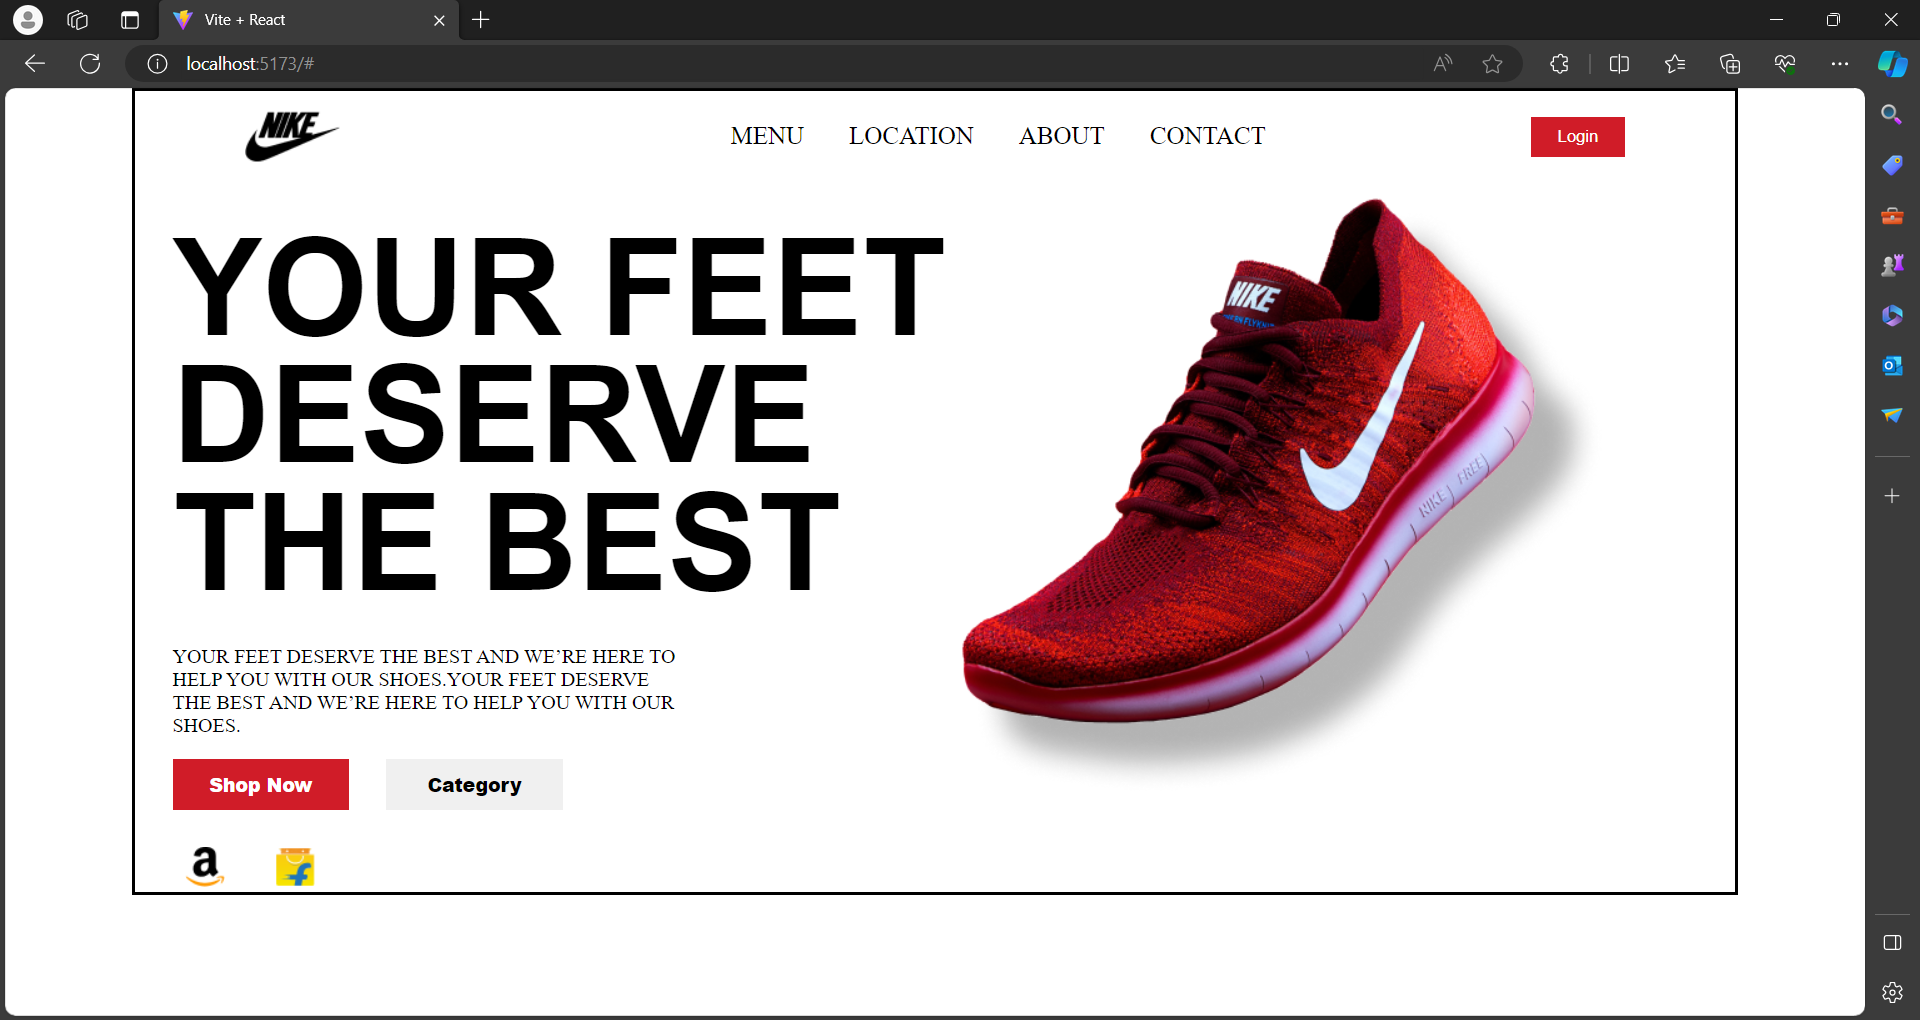 Vite + React
localhost:5173/#
NIKE
MENU LOCATION ABOUT CONTACT
Login
YOUR FEET
DESERVE
THE BEST
NIKE
NIKE FREE
YOUR FEET DESERVE THE BEST AND WE’RE HERE TO
HELP YOU WITH OUR SHOES.YOUR FEET DESERVE
THE BEST AND WE’RE HERE TO HELP YOU WITH OUR
SHOES.
Shop Now Category